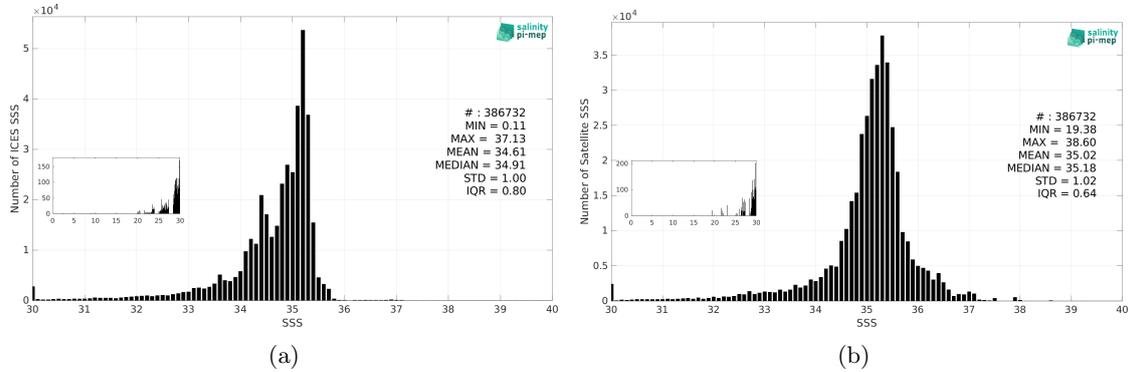 ×10⁴
salinity
pi-mep
Number of ICES SSS
5
4
3
2
1
0
# : 386732
MIN = 0.11
MAX = 37.13
MEAN = 34.61
MEDIAN = 34.91
STD = 1.00
IQR = 0.80
150
100
50
0
0 5 10 15 20 25 30
30 31 32 33 34 35 36 37 38 39 40
SSS
(a)
×10⁴
salinity
pi-mep
Number of Satellite SSS
3.5
3
2.5
2
1.5
1
0.5
0
# : 386732
MIN = 19.38
MAX = 38.60
MEAN = 35.02
MEDIAN = 35.18
STD = 1.02
IQR = 0.64
200
100
0
0 5 10 15 20 25 30
30 31 32 33 34 35 36 37 38 39 40
SSS
(b)